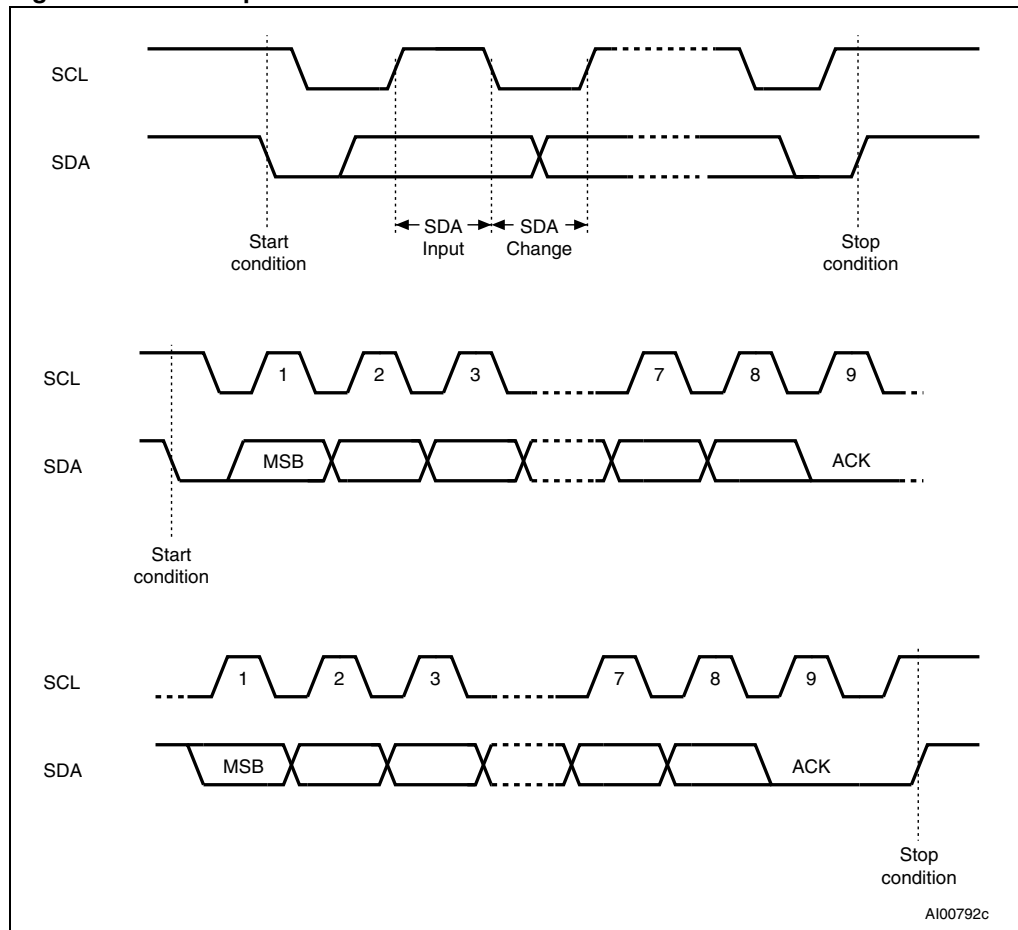 SCL
SDA
SDA
Input
SDA
Change
Start
condition
Stop
condition
SCL
1 2 3 7 8 9
SDA
MSB ACK
Start
condition
SCL
1 2 3 7 8 9
SDA
MSB ACK
Stop
condition
AI00792c